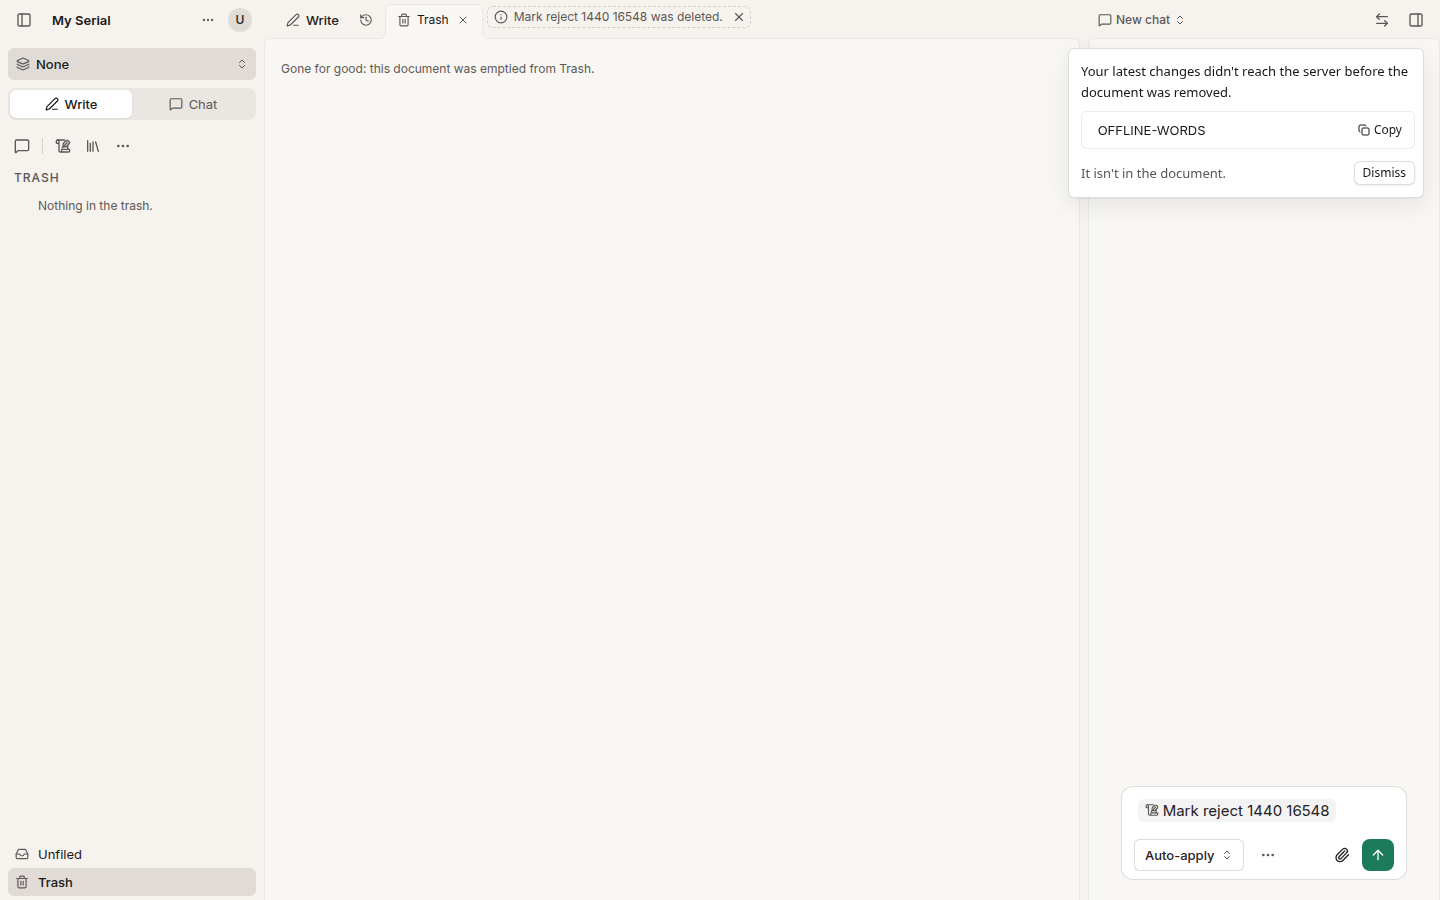 My Serial
U
Write
Trash
Mark reject 1440 16548 was deleted.
New chat
None
Write
Chat
TRASH
Nothing in the trash.
Gone for good: this document was emptied from Trash.
Your latest changes didn't reach the server before the
document was removed.
OFFLINE-WORDS
Copy
It isn't in the document.
Dismiss
Mark reject 1440 16548
Auto-apply
Unfiled
Trash